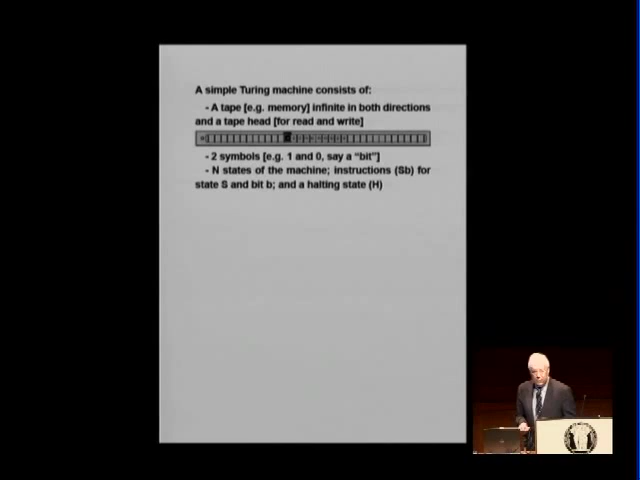 A simple Turing machine consists of:
- A tape [e.g. memory] infinite in both directions
and a tape head [for read and write]
- 2 symbols [e.g. 1 and 0, say a "bit"]
- N states of the machine; instructions (Sb) for
state S and bit b; and a halting state (H)